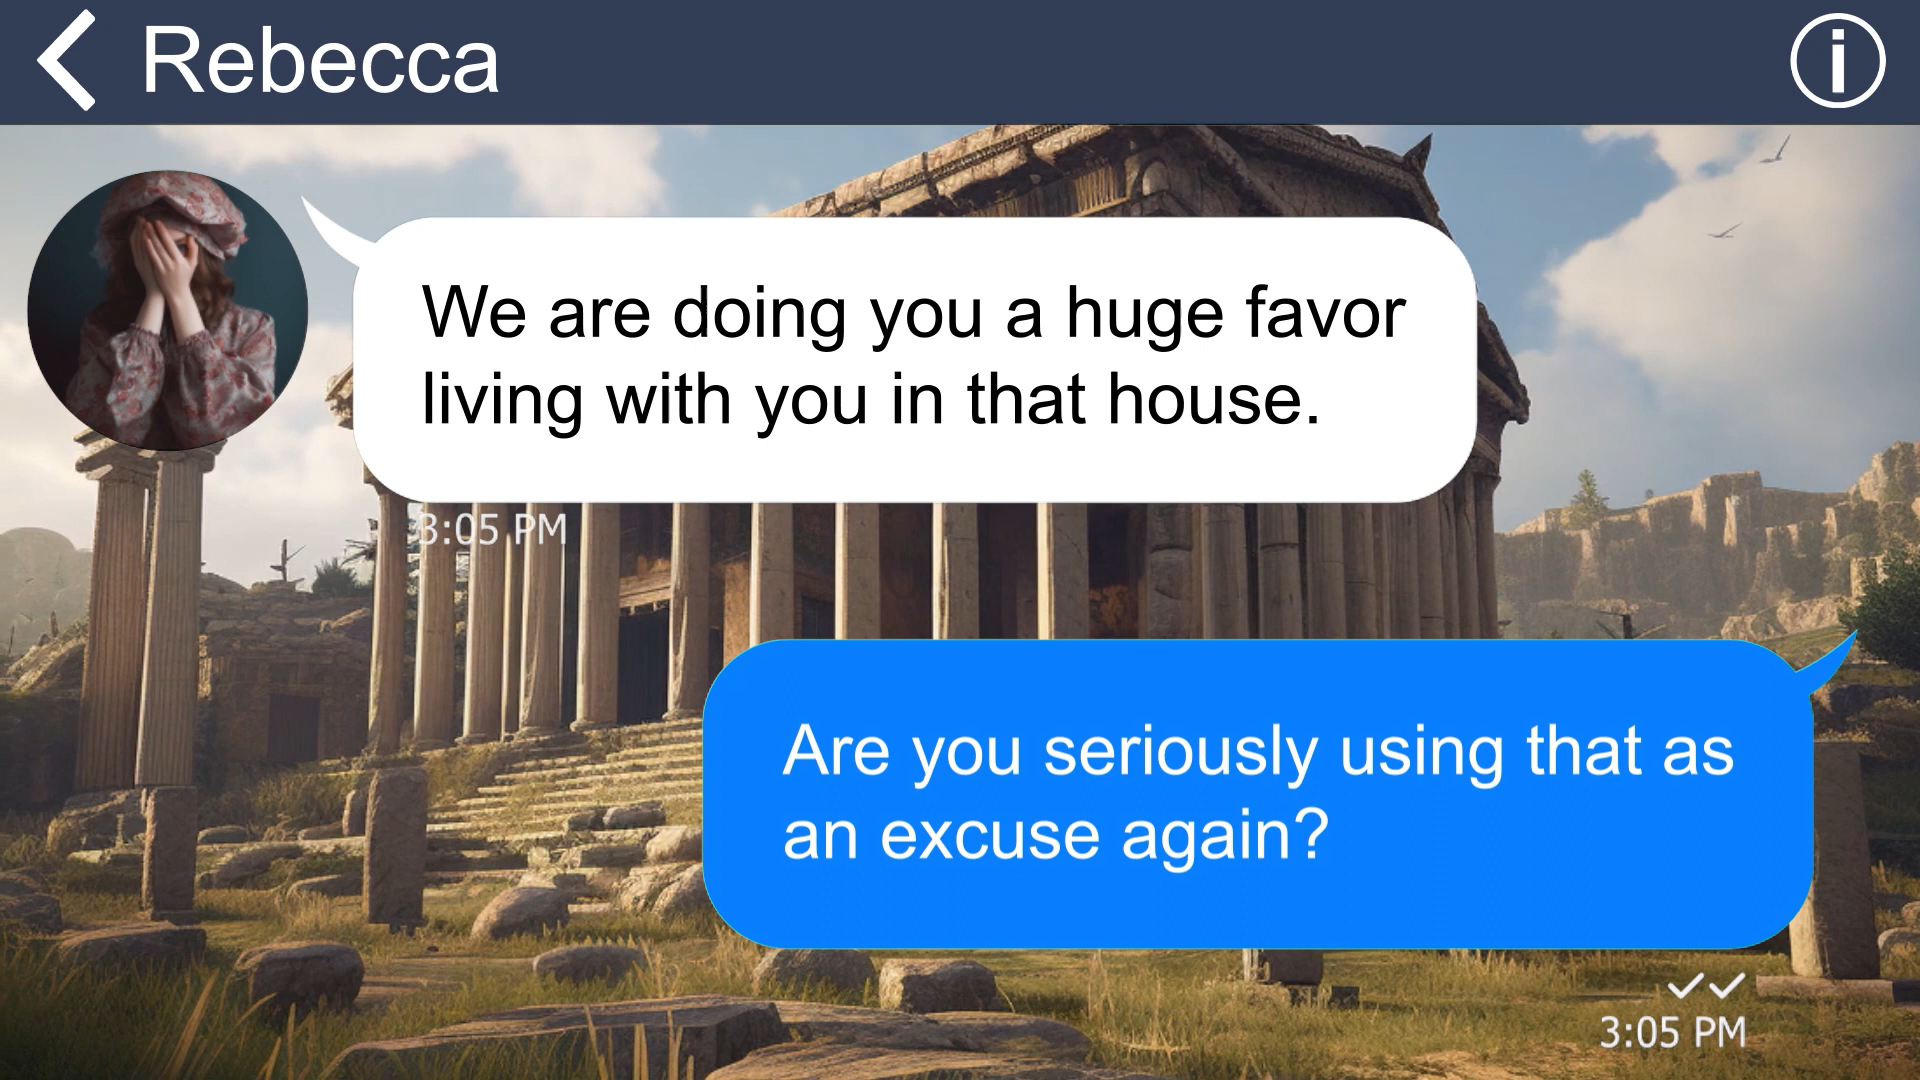 Rebecca
We are doing you a huge favor
living with you in that house.
3:05 PM
Are you seriously using that as
an excuse again?
3:05 PM